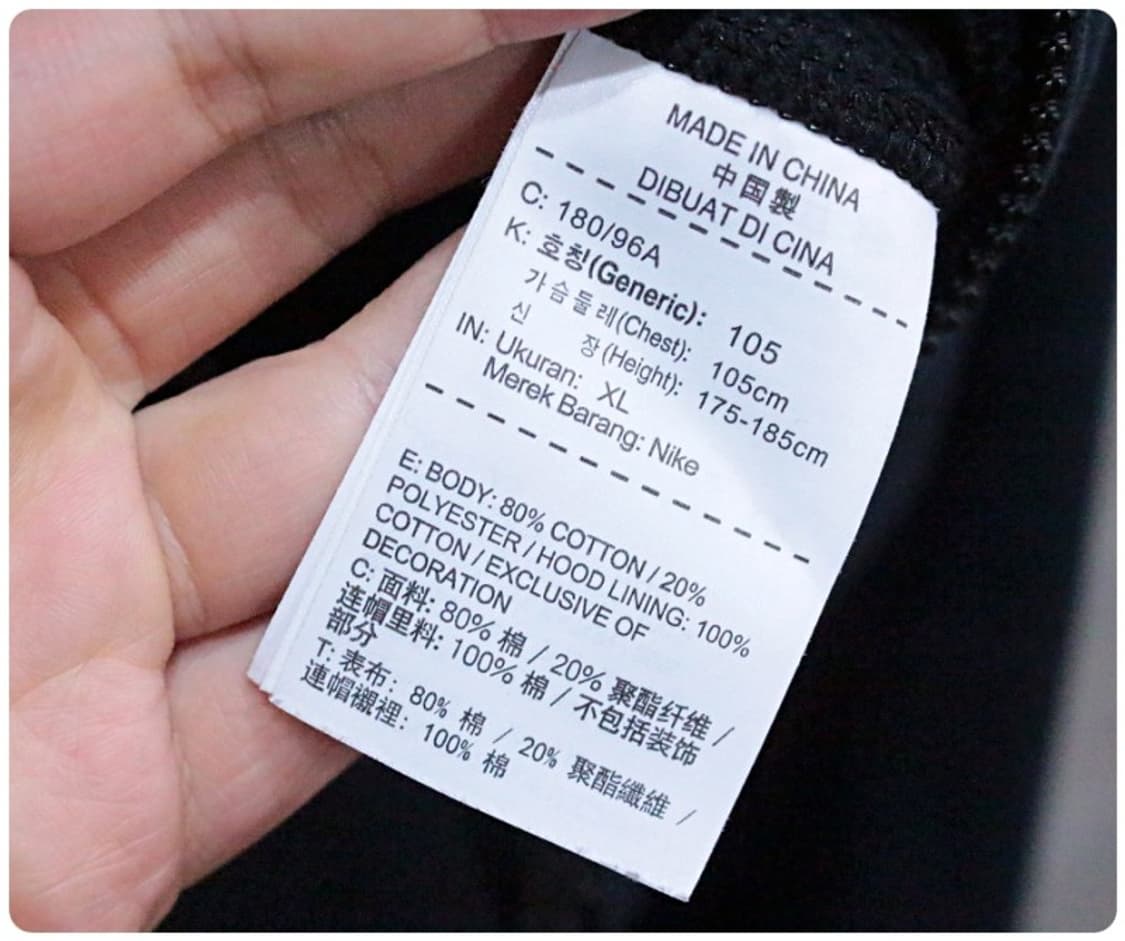 MADE IN CHINA
中国製
DIBUAT DI CINA
C: 180/96A
K: 호칭(Generic): 105
가슴둘레(Chest): 105cm
신 장(Height): 175-185cm
IN: Ukuran: XL
Merek Barang: Nike
E: BODY: 80% COTTON / 20%
POLYESTER / HOOD LINING: 100%
COTTON / EXCLUSIVE OF
DECORATION
C: 面料: 80% 棉 / 20% 聚酯纤维 /
连帽里料: 100% 棉 / 不包括装饰
部分
T: 表布: 80% 棉 / 20% 聚酯纖維 /
連帽襯裡: 100% 棉